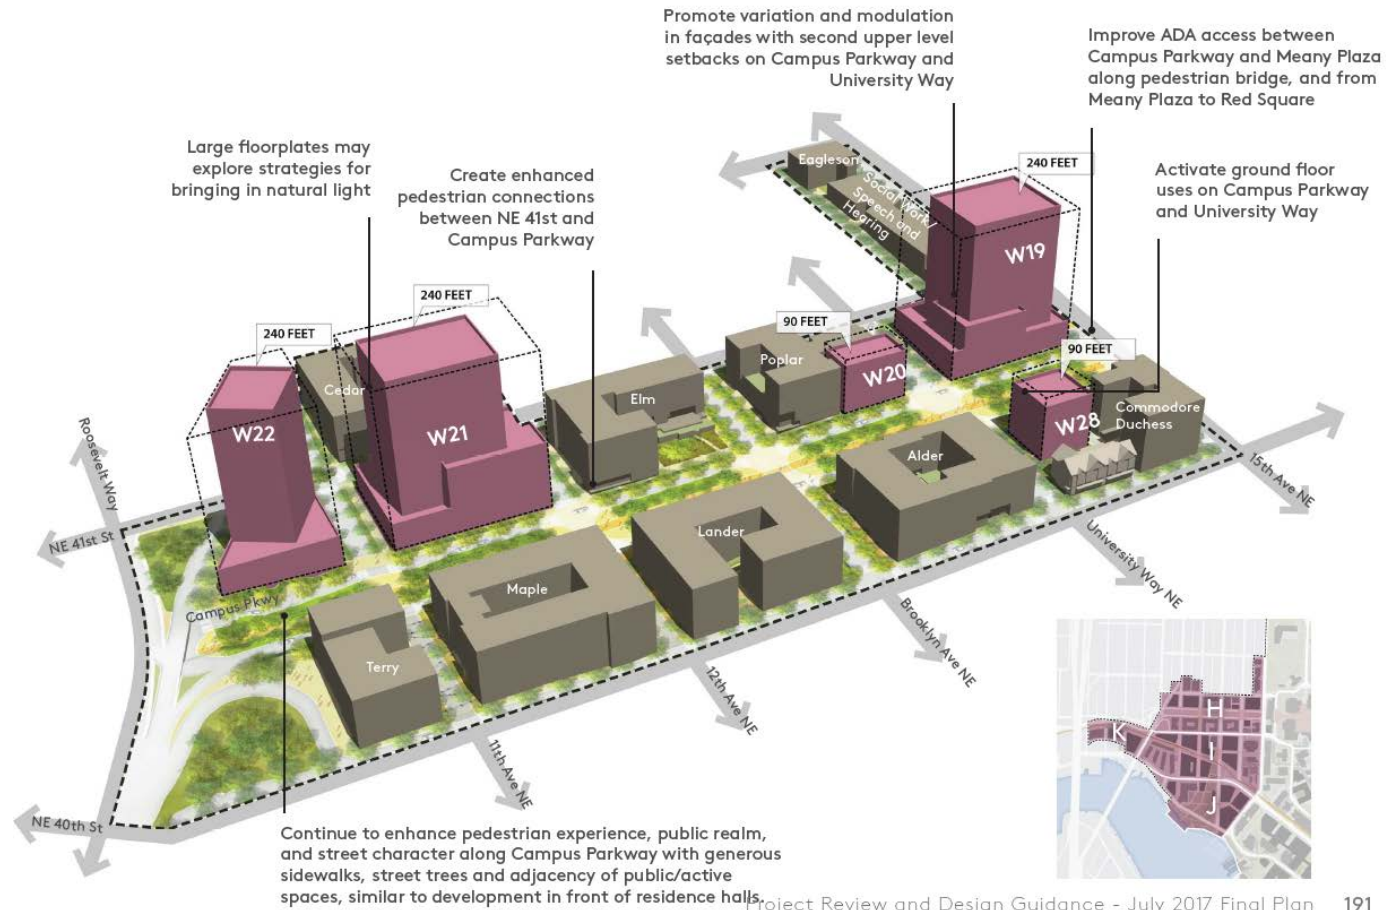 Promote variation and modulation
in façades with second upper level
setbacks on Campus Parkway and
University Way
Improve ADA access between
Campus Parkway and Meany Plaza
along pedestrian bridge, and from
Meany Plaza to Red Square
Large floorplates may
explore strategies for
bringing in natural light
Create enhanced
pedestrian connections
between NE 41st and
Campus Parkway
Activate ground floor
uses on Campus Parkway
and University Way
Eagleson
Social Work/
Speech and
Hearing
240 FEET
W19
240 FEET
240 FEET
90 FEET
90 FEET
Cedar
Poplar
W20
Elm
W22
W21
W28
Commodore
Duchess
Alder
Lander
Maple
Terry
Roosevelt Way
NE 41st St
Campus Pkwy
15th Ave NE
University Way NE
Brooklyn Ave NE
12th Ave NE
11th Ave NE
NE 40th St
H
K
I
J
Continue to enhance pedestrian experience, public realm,
and street character along Campus Parkway with generous
sidewalks, street trees and adjacency of public/active
spaces, similar to development in front of residence halls.
Project Review and Design Guidance - July 2017 Final Plan 191